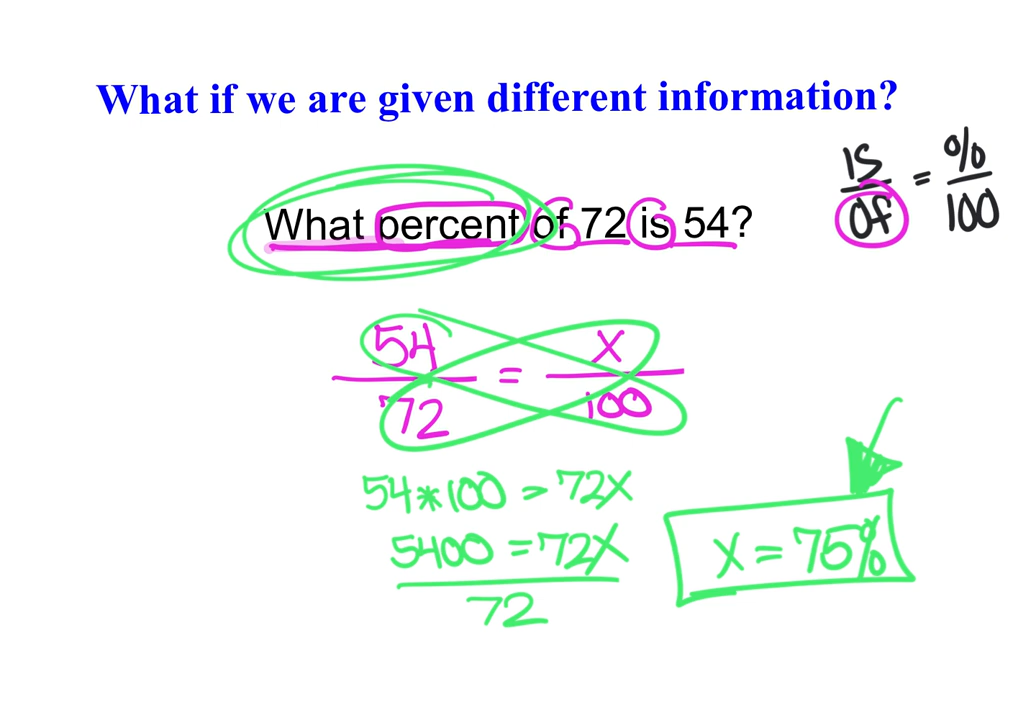 What if we are given different information?
is/of = %/100
What percent of 72 is 54?
54/72 = x/100
54*100 = 72x
5400 = 72x
72
x = 75%